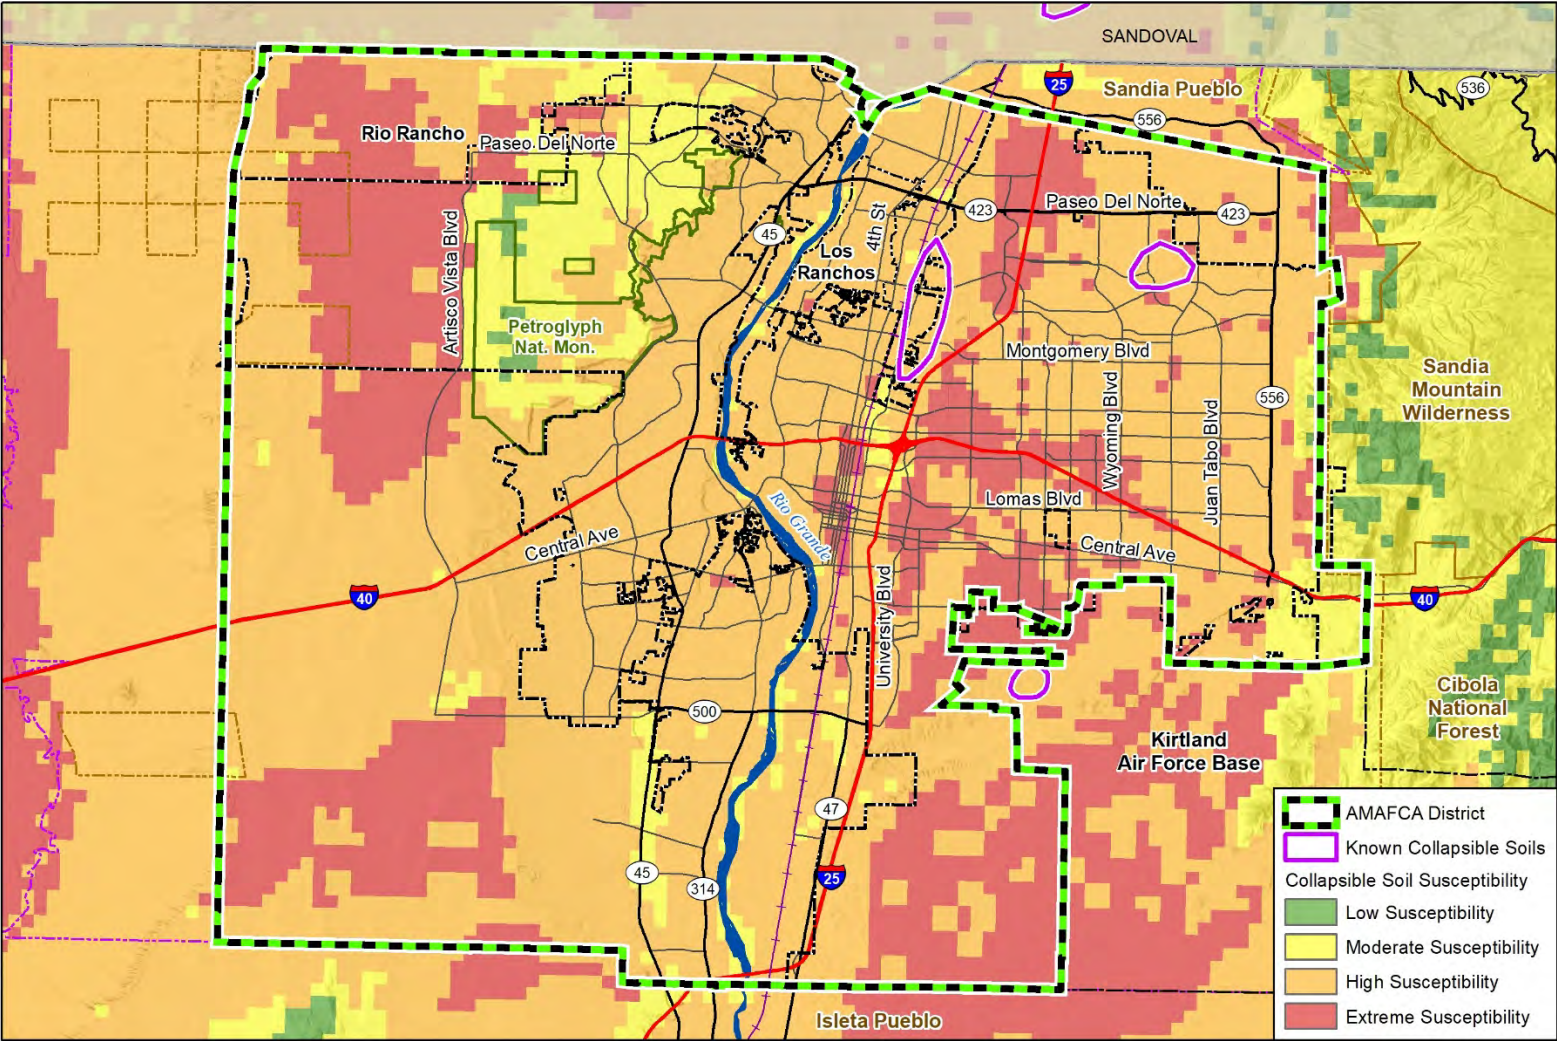 SANDOVAL
25
Sandia Pueblo
536
556
Rio Rancho
Paseo Del Norte
Paseo Del Norte
423
423
45
4th St
Los
Ranchos
Artisco Vista Blvd
Petroglyph
Nat. Mon.
Montgomery Blvd
Sandia
Mountain
Wilderness
556
Wyoming Blvd
Juan Tabo Blvd
Lomas Blvd
Rio Grande
Central Ave
Central Ave
40
40
University Blvd
Cibola
National
Forest
500
Kirtland
Air Force Base
47
45
314
25
Isleta Pueblo
AMAFCA District
Known Collapsible Soils
Collapsible Soil Susceptibility
Low Susceptibility
Moderate Susceptibility
High Susceptibility
Extreme Susceptibility